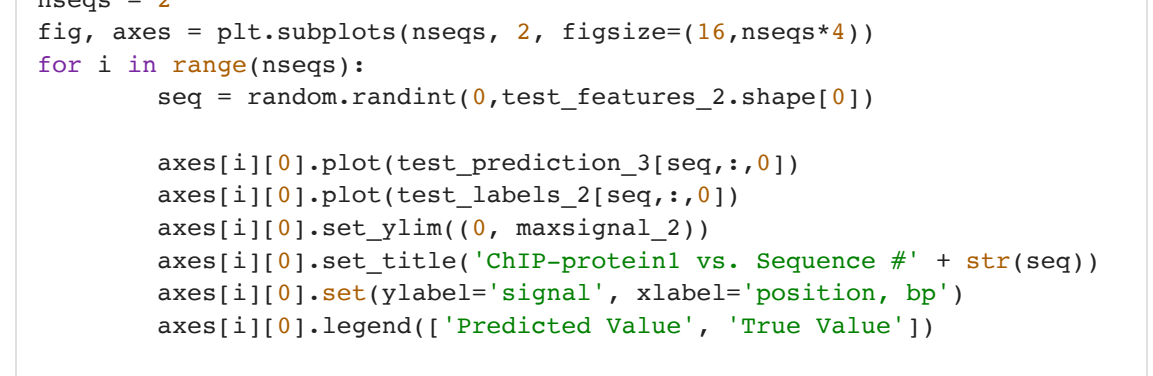 nseqs = 2
fig, axes = plt.subplots(nseqs, 2, figsize=(16,nseqs*4))
for i in range(nseqs):
        seq = random.randint(0,test_features_2.shape[0])

        axes[i][0].plot(test_prediction_3[seq,:,0])
        axes[i][0].plot(test_labels_2[seq,:,0])
        axes[i][0].set_ylim((0, maxsignal_2))
        axes[i][0].set_title('ChIP-protein1 vs. Sequence #' + str(seq))
        axes[i][0].set(ylabel='signal', xlabel='position, bp')
        axes[i][0].legend(['Predicted Value', 'True Value'])